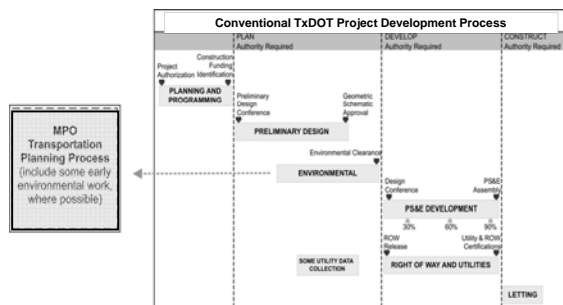 Conventional TxDOT Project Development Process
PLAN
Authority Required
DEVELOP
Authority Required
CONSTRUCT
Authority Required
Project
Authorization
Construction
Funding
Identification
PLANNING AND
PROGRAMMING
Preliminary
Design
Conference
Geometric
Schematic
Approval
PRELIMINARY DESIGN
MPO
Transportation
Planning Process
(include some early
environmental work,
where possible)
Environmental Clearance
ENVIRONMENTAL
Design
Conference
PS&E
Assembly
PS&E DEVELOPMENT
30%
60%
90%
ROW
Release
Utility & ROW
Certifications
SOME UTILITY DATA
COLLECTION
RIGHT OF WAY AND UTILITIES
LETTING